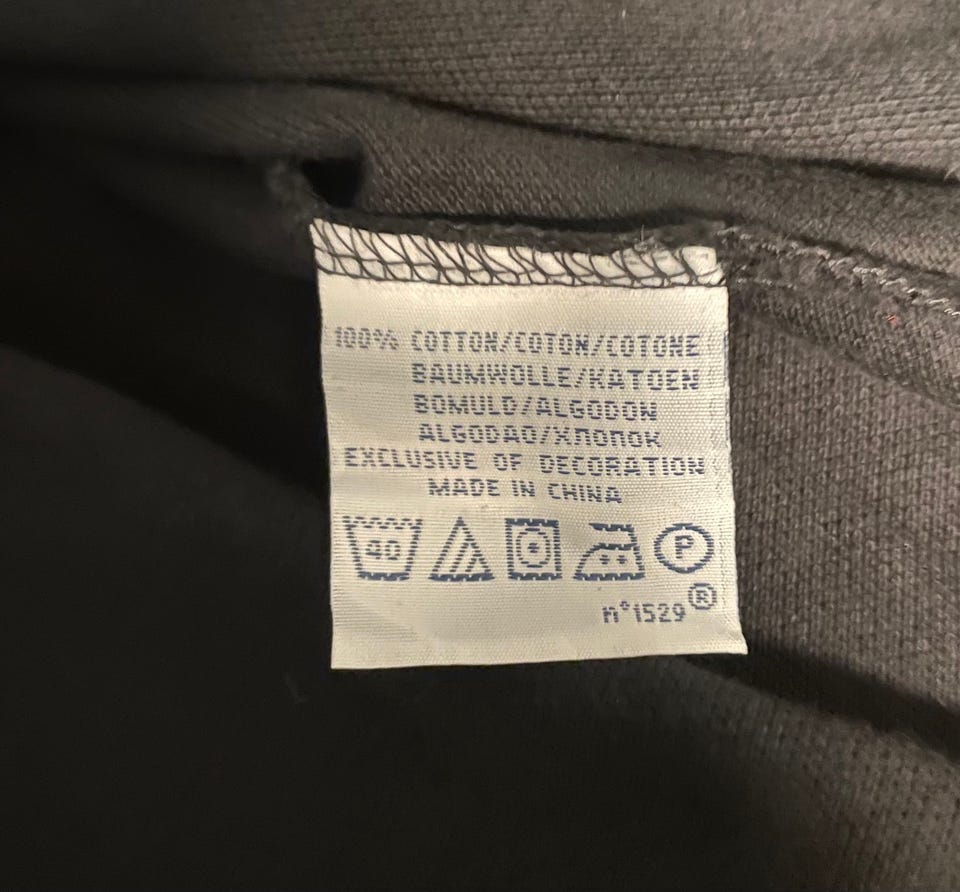 100% COTTON/COTON/COTONE
BAUMWOLLE/KATOEN
BOMULD/ALGODON
ALGODAO/ХЛОПОК
EXCLUSIVE OF DECORATION
MADE IN CHINA
40
P
n°1529®